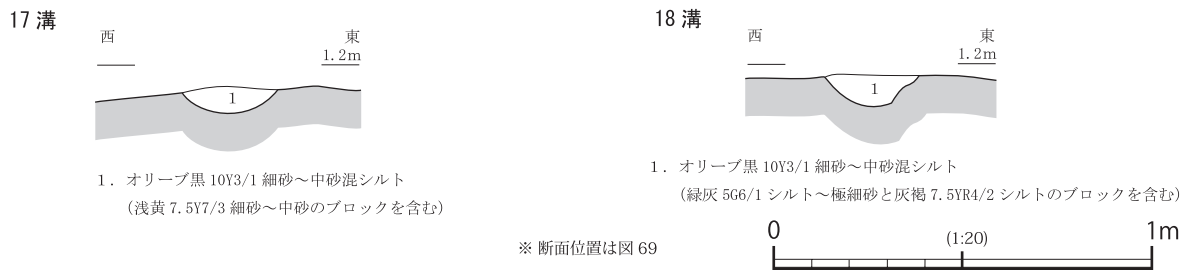 17 溝
西
東
1.2m
1
1. オリーブ黒 10Y3/1 細砂～中砂混シルト
(浅黄 7.5Y7/3 細砂～中砂のブロックを含む)
18 溝
西
東
1.2m
1
1. オリーブ黒 10Y3/1 細砂～中砂混シルト
(緑灰 5G6/1 シルト～極細砂と灰褐 7.5YR4/2 シルトのブロックを含む)
※ 断面位置は図 69
0
(1:20)
1m